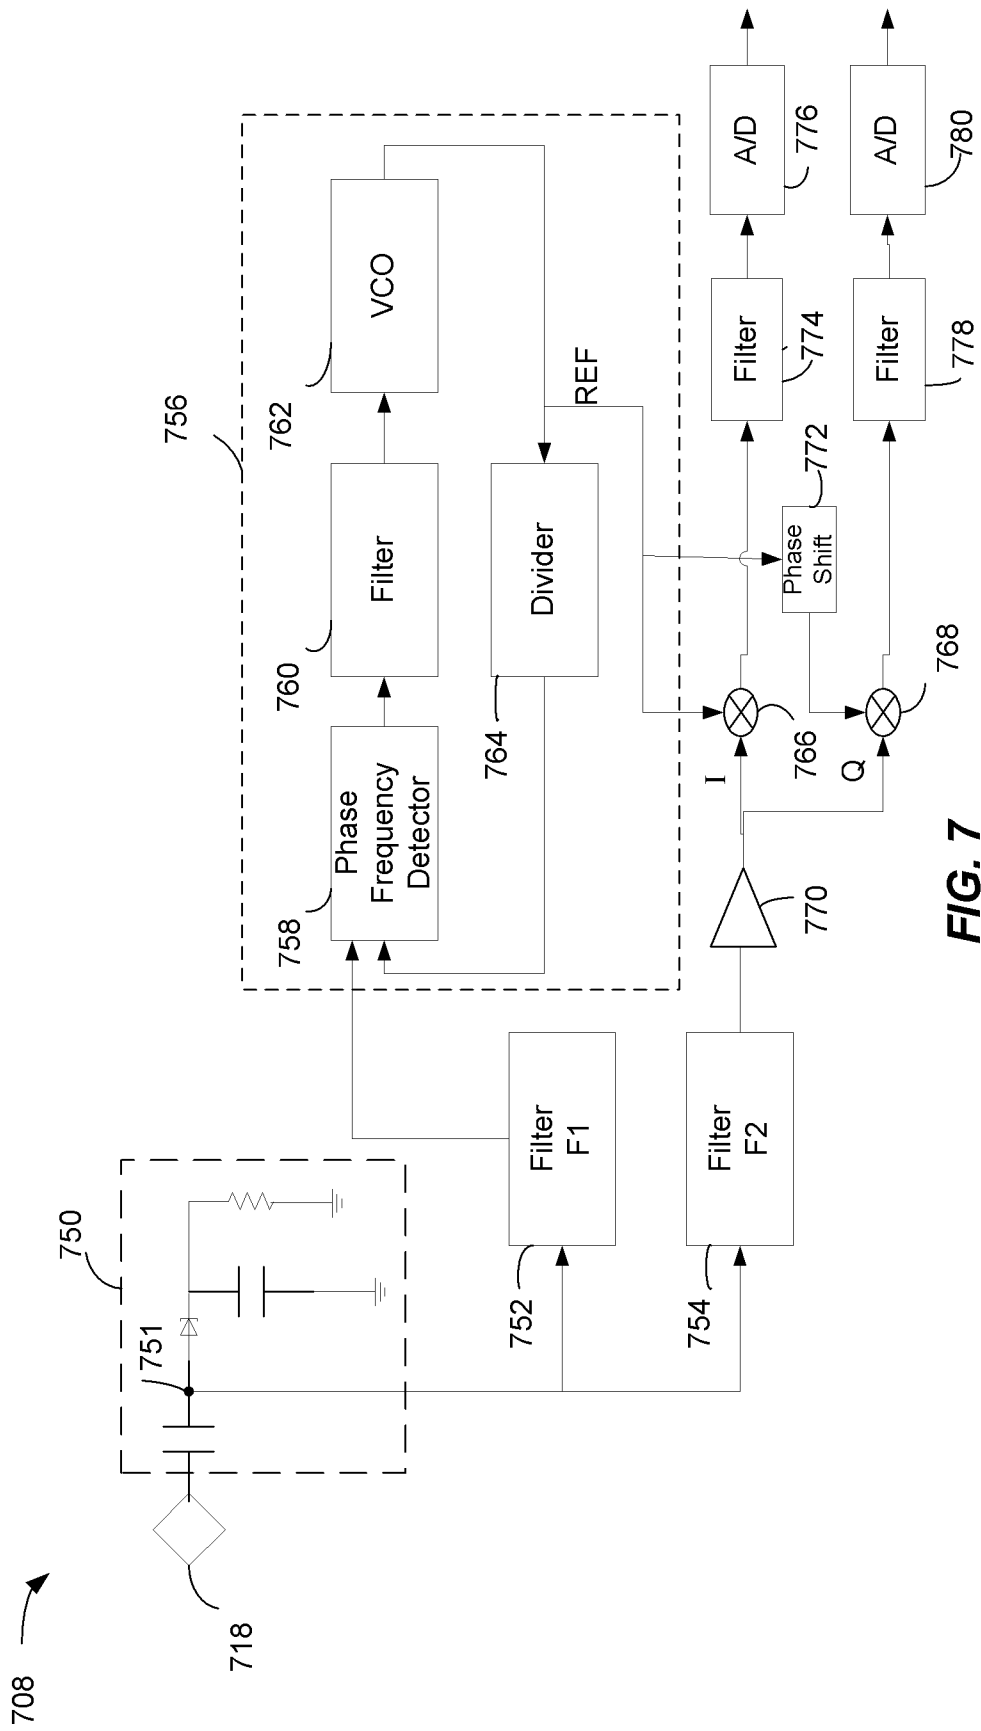 708
718
750
751
752
Filter
F1
754
Filter
F2
756
758
Phase
Frequency
Detector
760
Filter
762
VCO
764
Divider
REF
770
I
Q
766
768
772
Phase
Shift
774
Filter
776
A/D
778
Filter
780
A/D
FIG. 7